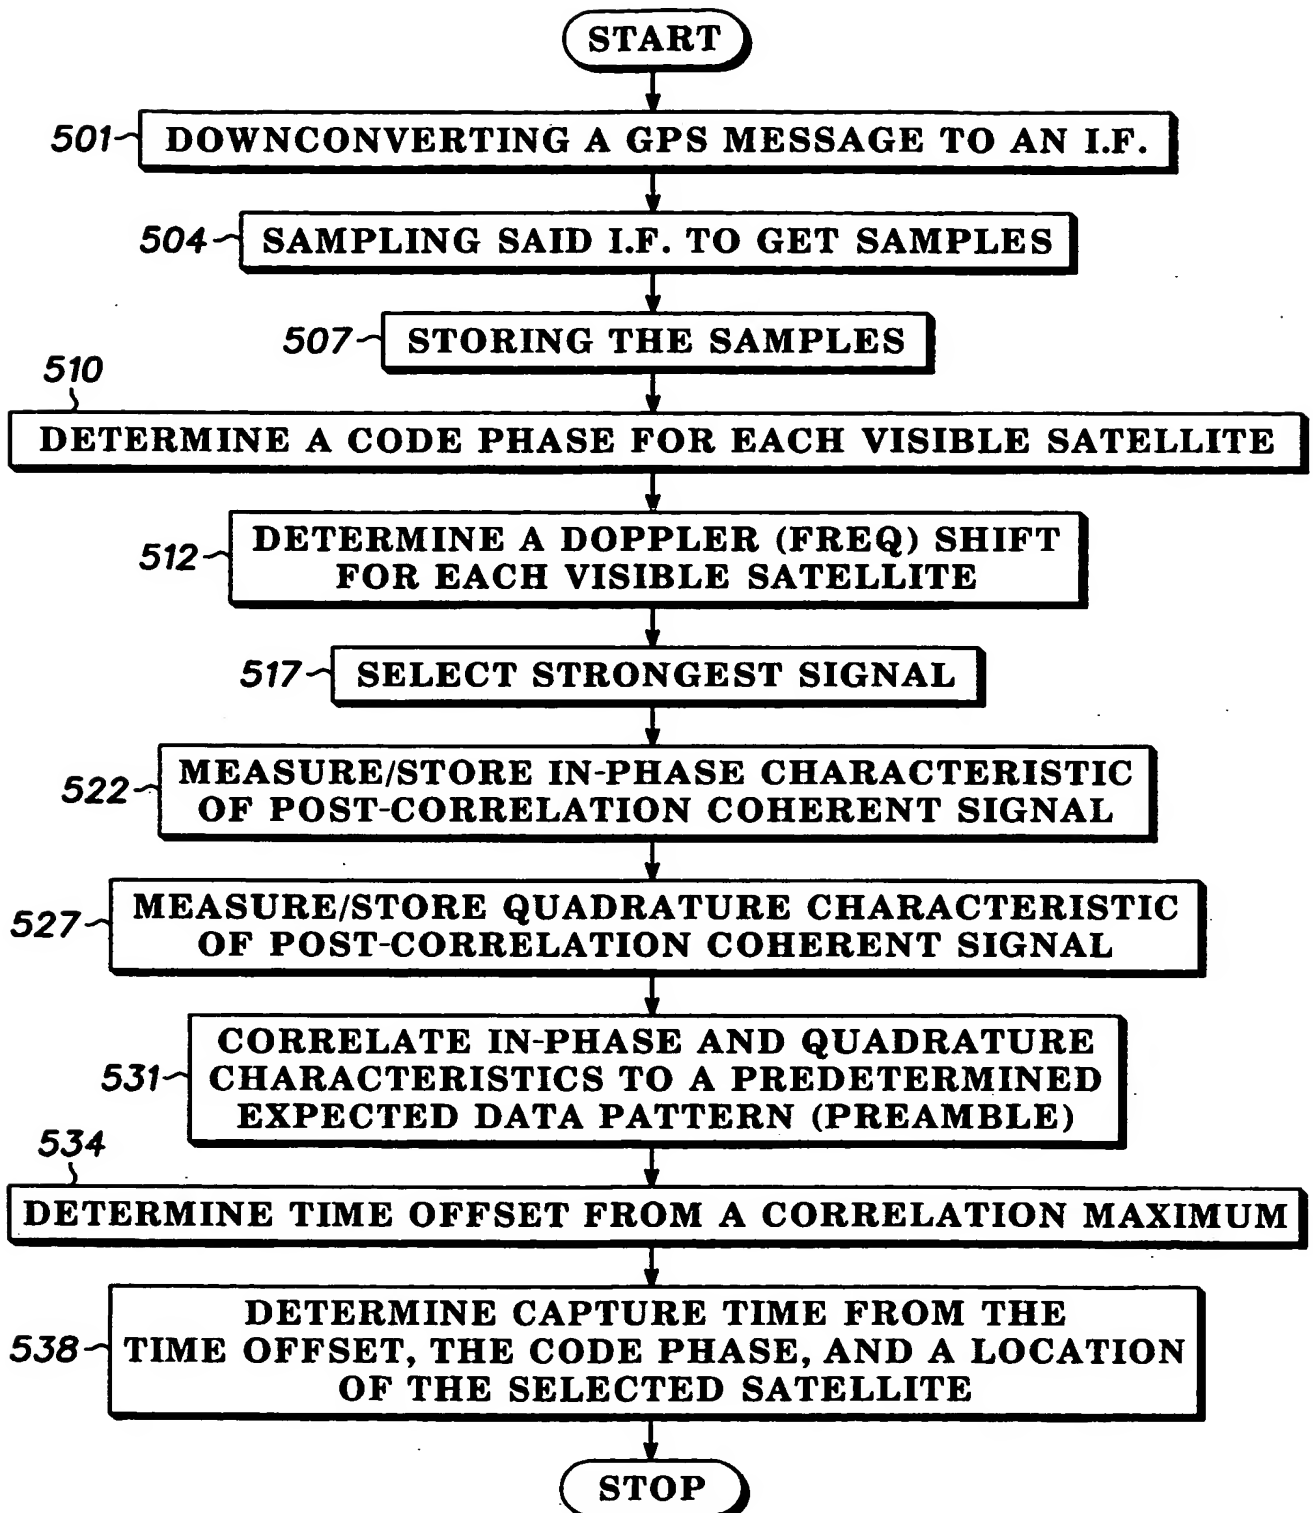 START
501 DOWNCONVERTING A GPS MESSAGE TO AN I.F.
504 SAMPLING SAID I.F. TO GET SAMPLES
507 STORING THE SAMPLES
510
DETERMINE A CODE PHASE FOR EACH VISIBLE SATELLITE
512 DETERMINE A DOPPLER (FREQ) SHIFT
FOR EACH VISIBLE SATELLITE
517 SELECT STRONGEST SIGNAL
522 MEASURE/STORE IN-PHASE CHARACTERISTIC
OF POST-CORRELATION COHERENT SIGNAL
527 MEASURE/STORE QUADRATURE CHARACTERISTIC
OF POST-CORRELATION COHERENT SIGNAL
531 CORRELATE IN-PHASE AND QUADRATURE
CHARACTERISTICS TO A PREDETERMINED
EXPECTED DATA PATTERN (PREAMBLE)
534
DETERMINE TIME OFFSET FROM A CORRELATION MAXIMUM
538 DETERMINE CAPTURE TIME FROM THE
TIME OFFSET, THE CODE PHASE, AND A LOCATION
OF THE SELECTED SATELLITE
STOP